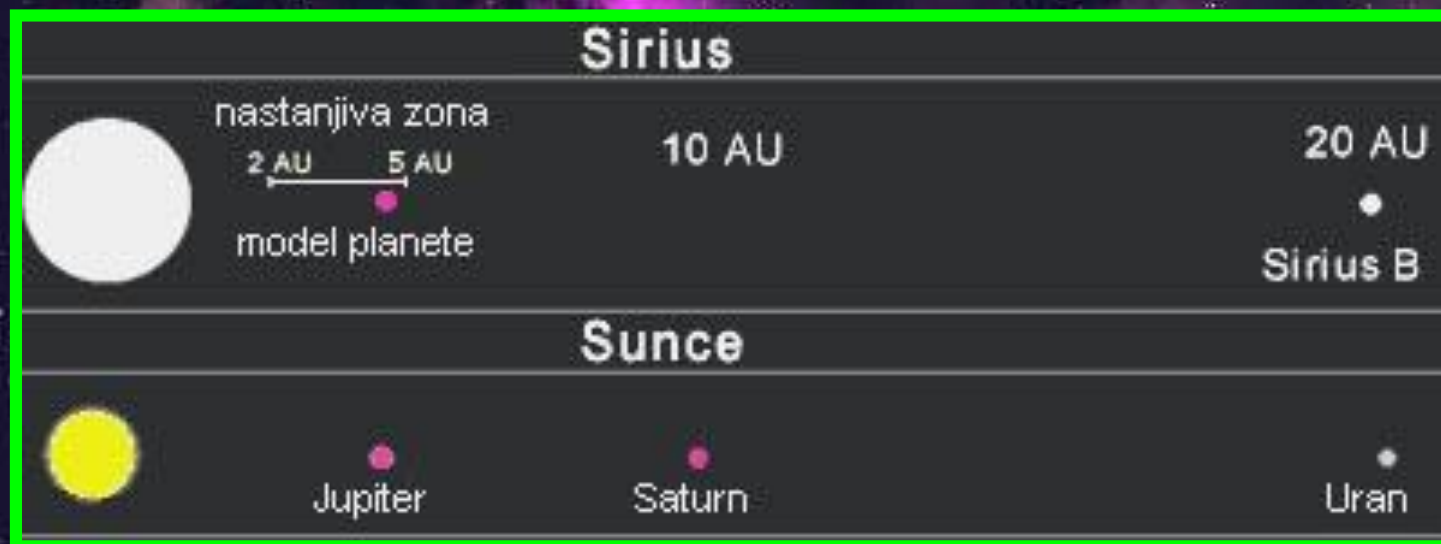 Sirius
nastanjiva zona
2 AU 5 AU
10 AU
20 AU
model planete
Sirius B
Sunce
Jupiter
Saturn
Uran